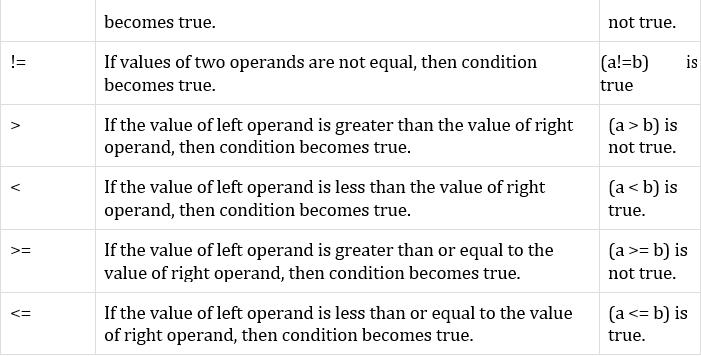 becomes true. not true.
!= If values of two operands are not equal, then condition (a!=b) is
becomes true. true
> If the value of left operand is greater than the value of right (a > b) is
operand, then condition becomes true. not true.
< If the value of left operand is less than the value of right (a < b) is
operand, then condition becomes true. true.
>= If the value of left operand is greater than or equal to the (a >= b) is
value of right operand, then condition becomes true. not true.
<= If the value of left operand is less than or equal to the value (a <= b) is
of right operand, then condition becomes true. true.